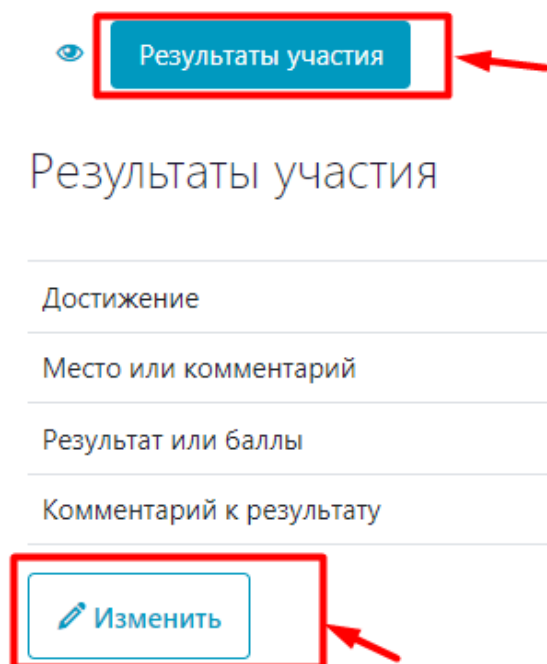 Результаты участия
Результаты участия
Достижение
Место или комментарий
Результат или баллы
Комментарий к результату
Изменить